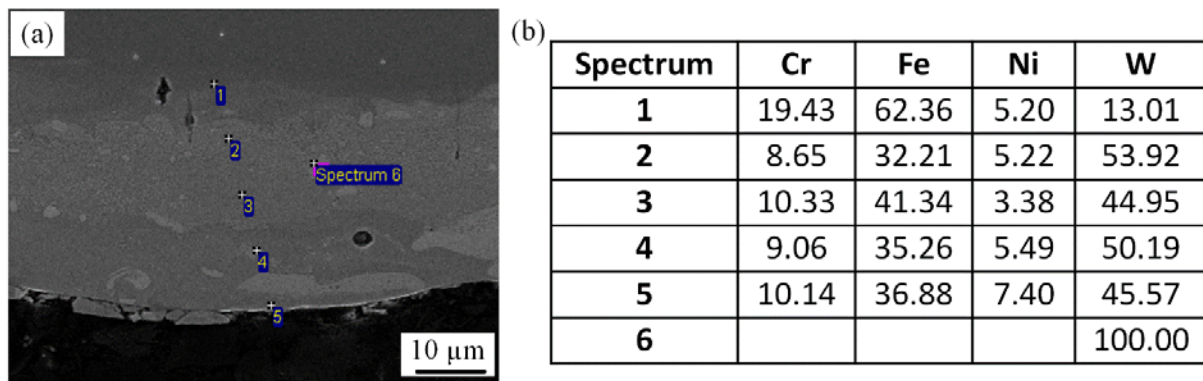 (a)
1
2
Spectrum 6
3
4
5
10 µm
(b)
Spectrum Cr Fe Ni W
1 19.43 62.36 5.20 13.01
2 8.65 32.21 5.22 53.92
3 10.33 41.34 3.38 44.95
4 9.06 35.26 5.49 50.19
5 10.14 36.88 7.40 45.57
6 100.00